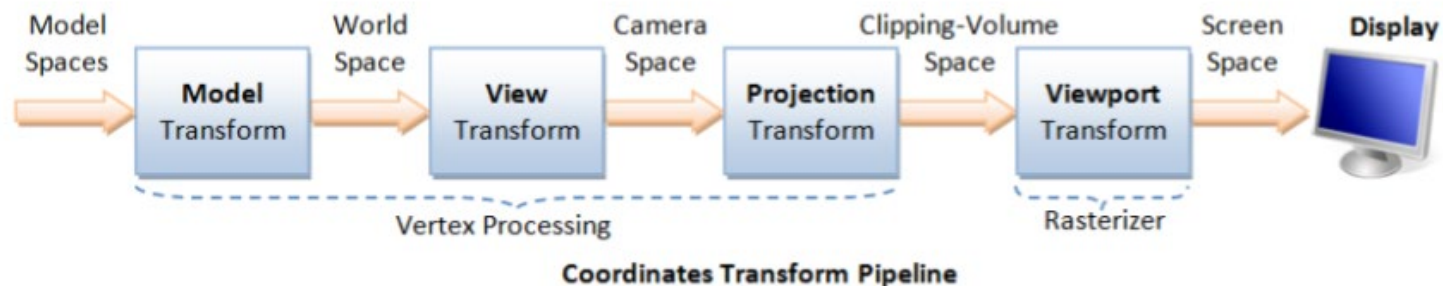 Model
Spaces
World
Space
Camera
Space
Clipping-Volume
Space
Screen
Space
Display
Model
Transform
View
Transform
Projection
Transform
Viewport
Transform
Vertex Processing
Rasterizer
Coordinates Transform Pipeline